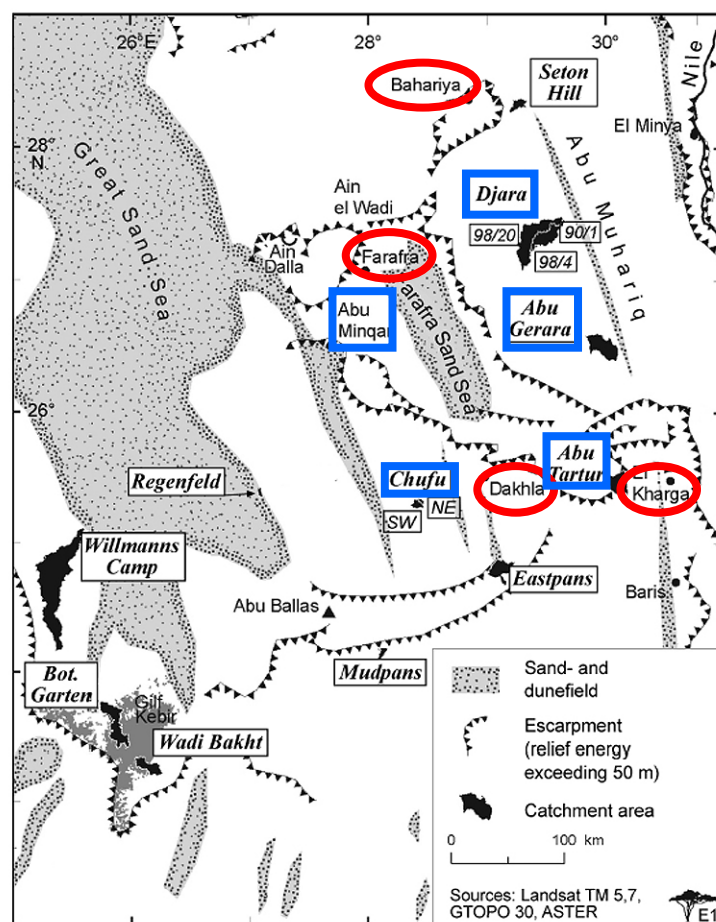 26°E
28°
30°
Bahariya
Seton
Hill
Nile
El Minya
28°
N
Great Sand Sea
Ain
el Wadi
Djara
Abu Muhariq
98/20
90/1
98/4
Ain
Dalla
Farafra
Abu
Minqar
Farafra Sand Sea
Abu
Gerara
26°
Regenfeld
Chufu
SW
NE
Dakhla
Abu
Tartur
El
Kharga
Willmanns
Camp
Eastpans
Baris
Abu Ballas
Mudpans
Bot.
Garten
Gilf
Kebir
Wadi Bakht
Sand- and
dunefield
Escarpment
(relief energy
exceeding 50 m)
Catchment area
0 100 km
Sources: Landsat TM 5,7,
GTOPO 30, ASTER